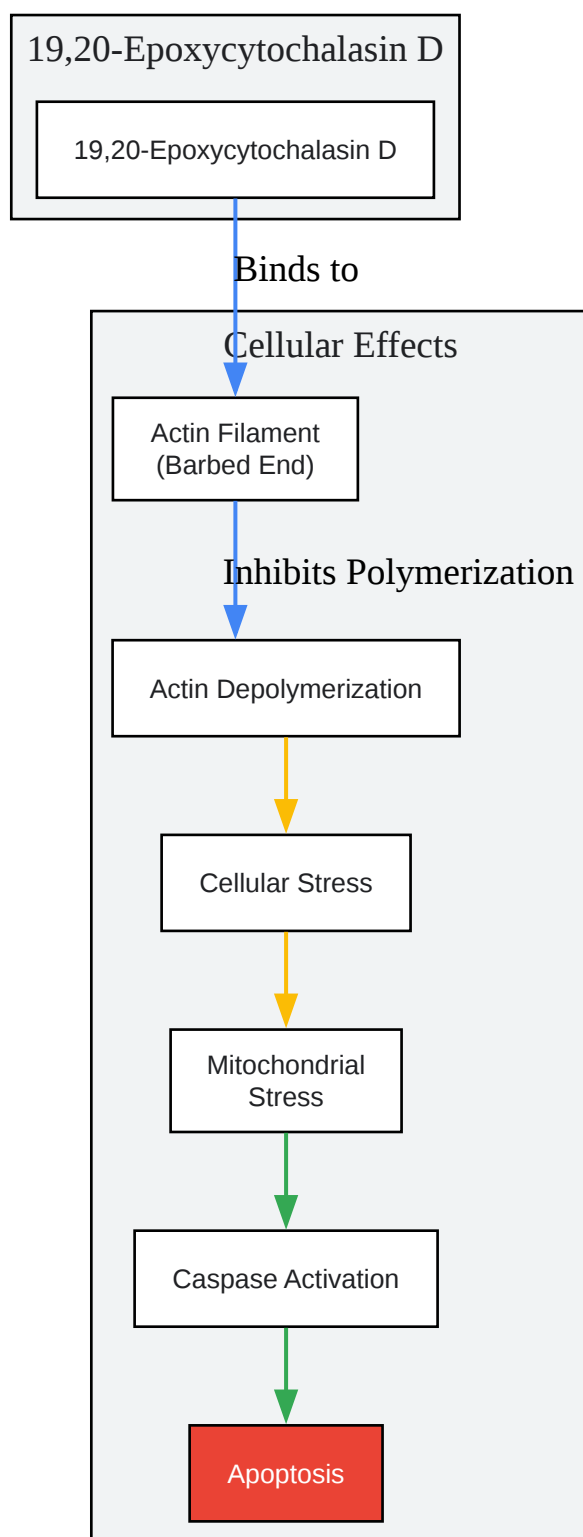 19,20-Epoxycytochalasin D
19,20-Epoxycytochalasin D
Binds to
Cellular Effects
Actin Filament
(Barbed End)
Inhibits Polymerization
Actin Depolymerization
Cellular Stress
Mitochondrial
Stress
Caspase Activation
Apoptosis